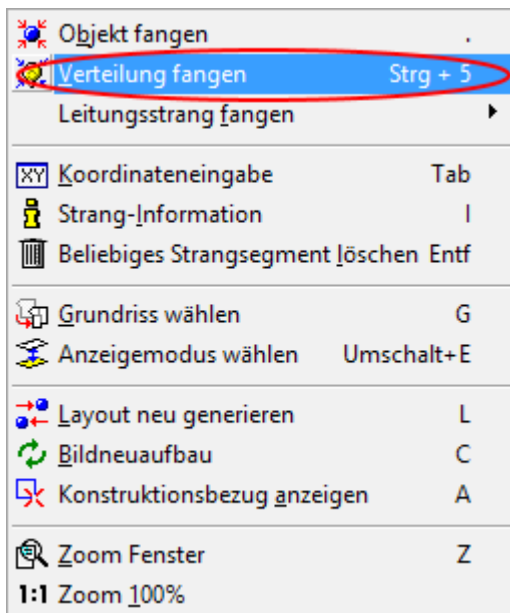 Objekt fangen .
Verteilung fangen Strg + 5
Leitungsstrang fangen
XY Koordinateneingabe Tab
Strang-Information I
Beliebiges Strangsegment löschen Entf
Grundriss wählen G
Anzeigemodus wählen Umschalt+E
Layout neu generieren L
Bildneuaufbau C
Konstruktionsbezug anzeigen A
Zoom Fenster Z
1:1 Zoom 100%